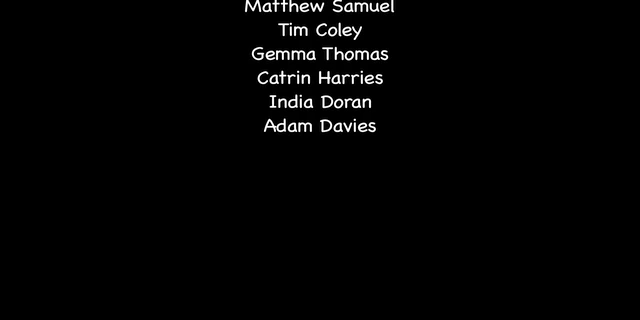 Matthew Samuel
Tim Coley
Gemma Thomas
Catrin Harries
India Doran
Adam Davies